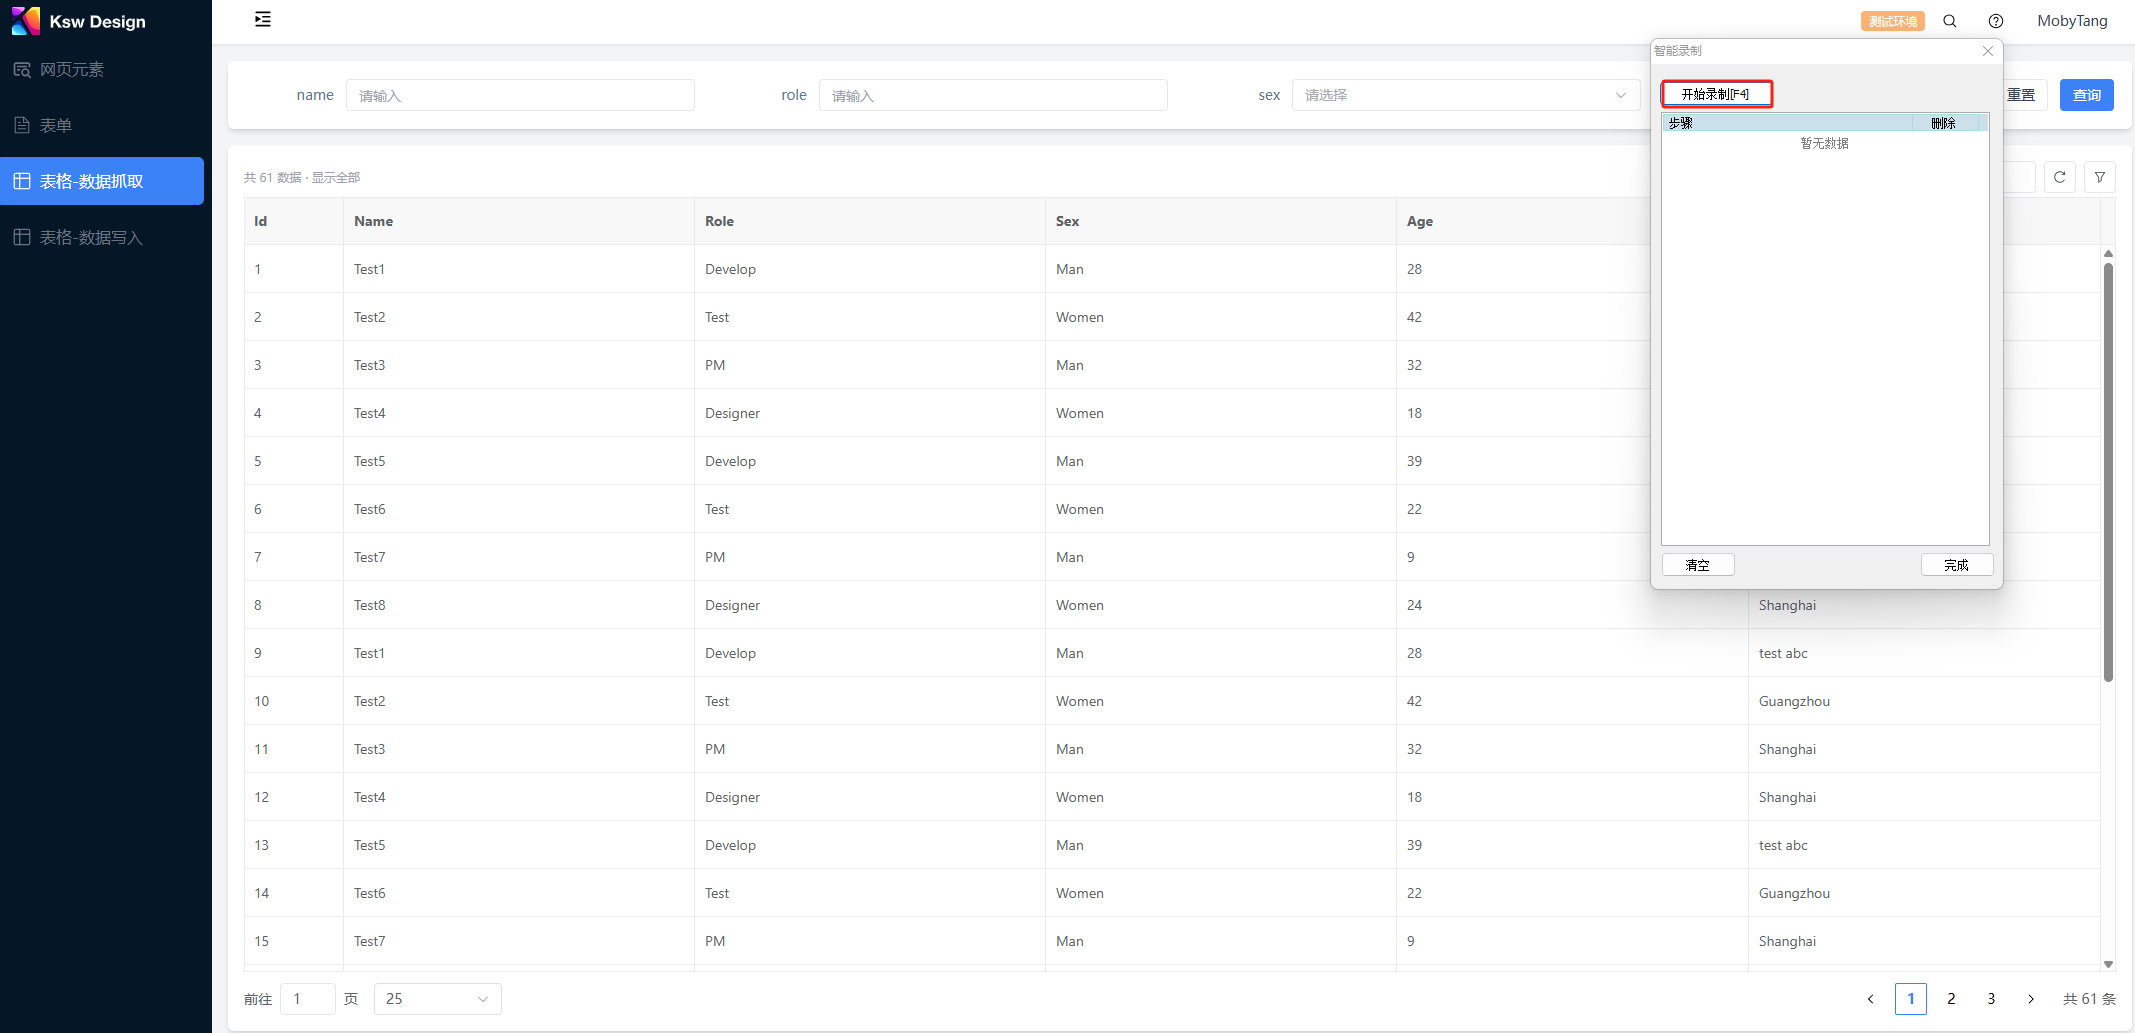 Ksw Design
测试环境
MobyTang
网页元素
表单
表格-数据抓取
表格-数据写入
name 请输入 role 请输入 sex 请选择 重置 查询
智能录制
开始录制[F4]
步骤 删除
暂无数据
清空 完成
共 61 数据 · 显示全部
Id Name Role Sex Age
1 Test1 Develop Man 28
2 Test2 Test Women 42
3 Test3 PM Man 32
4 Test4 Designer Women 18
5 Test5 Develop Man 39
6 Test6 Test Women 22
7 Test7 PM Man 9
8 Test8 Designer Women 24 Shanghai
9 Test1 Develop Man 28 test abc
10 Test2 Test Women 42 Guangzhou
11 Test3 PM Man 32 Shanghai
12 Test4 Designer Women 18 Shanghai
13 Test5 Develop Man 39 test abc
14 Test6 Test Women 22 Guangzhou
15 Test7 PM Man 9 Shanghai
前往 1 页 25 1 2 3 共 61 条